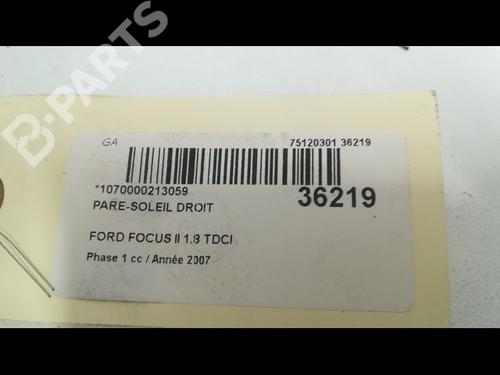 B-PARTS
GA 75120301 36219
*1070000213059 36219
PARE-SOLEIL DROIT
FORD FOCUS II 1.8 TDCI
Phase 1 cc / Année 2007